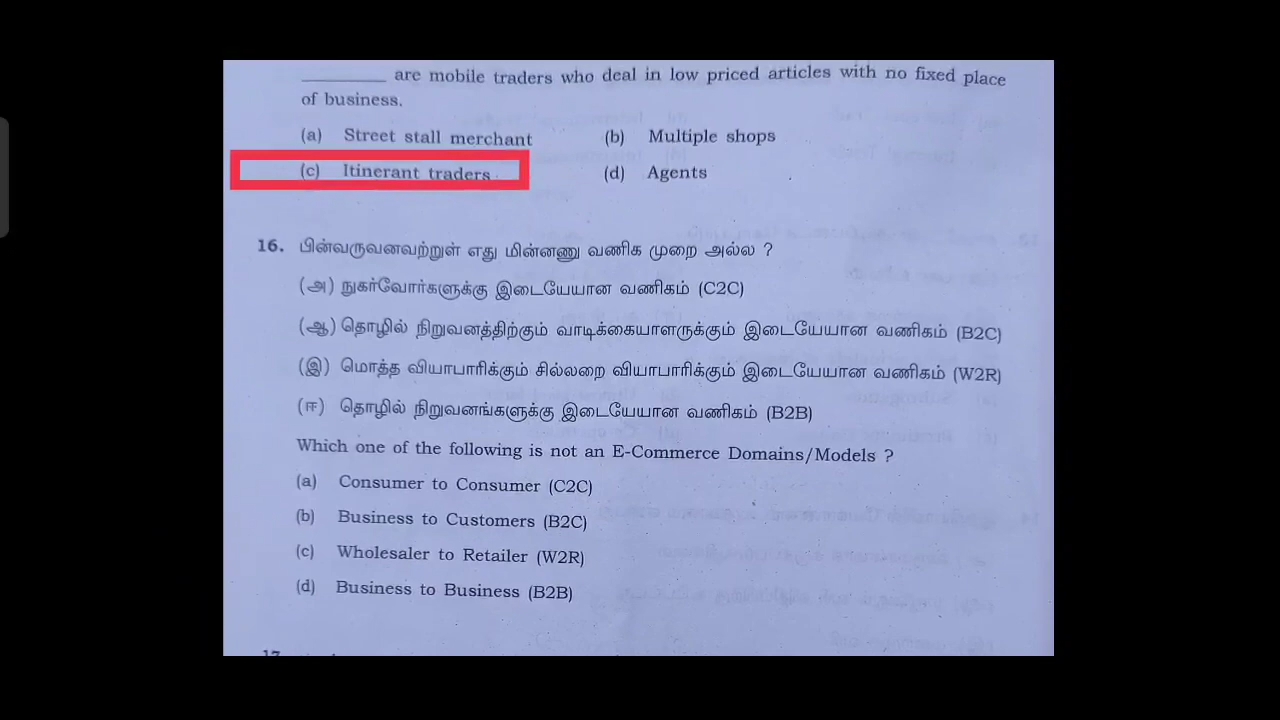 ________ are mobile traders who deal in low priced articles with no fixed place
of business.
(a) Street stall merchant (b) Multiple shops
(c) Itinerant traders (d) Agents
16. பின்வருவனவற்றுள் எது மின்னணு வணிக முறை அல்ல ?
(அ) நுகர்வோர்களுக்கு இடையேயான வணிகம் (C2C)
(ஆ) தொழில் நிறுவனத்திற்கும் வாடிக்கையாளருக்கும் இடையேயான வணிகம் (B2C)
(இ) மொத்த வியாபாரிக்கும் சில்லறை வியாபாரிக்கும் இடையேயான வணிகம் (W2R)
(ஈ) தொழில் நிறுவனங்களுக்கு இடையேயான வணிகம் (B2B)
Which one of the following is not an E-Commerce Domains/Models ?
(a) Consumer to Consumer (C2C)
(b) Business to Customers (B2C)
(c) Wholesaler to Retailer (W2R)
(d) Business to Business (B2B)
17